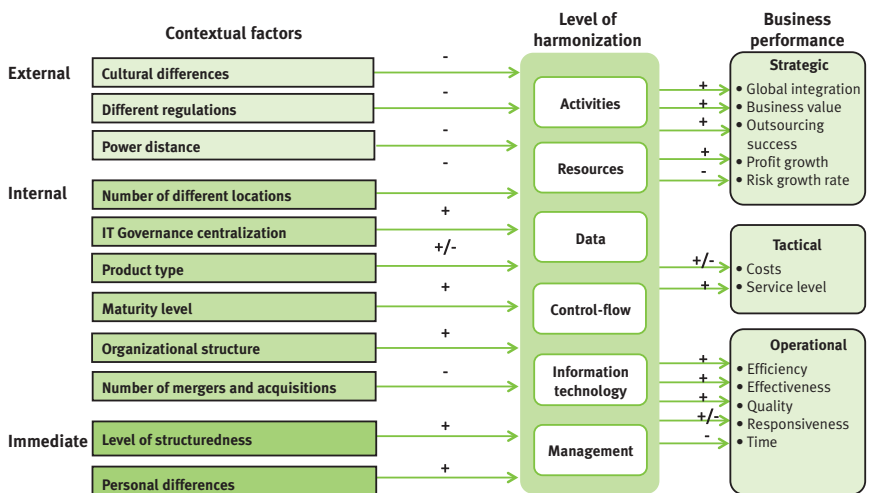 Contextual factors
Level of
harmonization
Business
performance
External
Cultural differences
-
Different regulations
-
Power distance
-
Internal
Number of different locations
-
IT Governance centralization
+
Product type
+/-
Maturity level
+
Organizational structure
+
Number of mergers and acquisitions
-
Immediate
Level of structuredness
+
Personal differences
+
Activities
Resources
Data
Control-flow
Information
technology
Management
Strategic
+
• Global integration
+
• Business value
+
• Outsourcing
success
+
• Profit growth
-
• Risk growth rate
Tactical
+/-
• Costs
+
• Service level
Operational
+
• Efficiency
+
• Effectiveness
+
• Quality
+/-
• Responsiveness
-
• Time